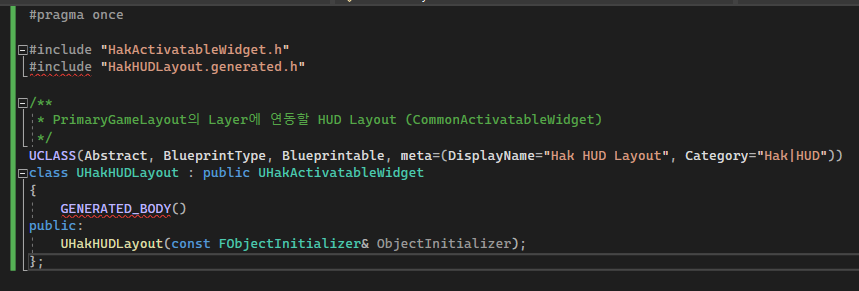 #pragma once
#include "HakActivatableWidget.h"
#include "HakHUDLayout.generated.h"
/**
* PrimaryGameLayout의 Layer에 연동할 HUD Layout (CommonActivatableWidget)
*/
UCLASS(Abstract, BlueprintType, Blueprintable, meta=(DisplayName="Hak HUD Layout", Category="Hak|HUD"))
class UHakHUDLayout : public UHakActivatableWidget
{
GENERATED_BODY()
public:
UHakHUDLayout(const FObjectInitializer& ObjectInitializer);
};